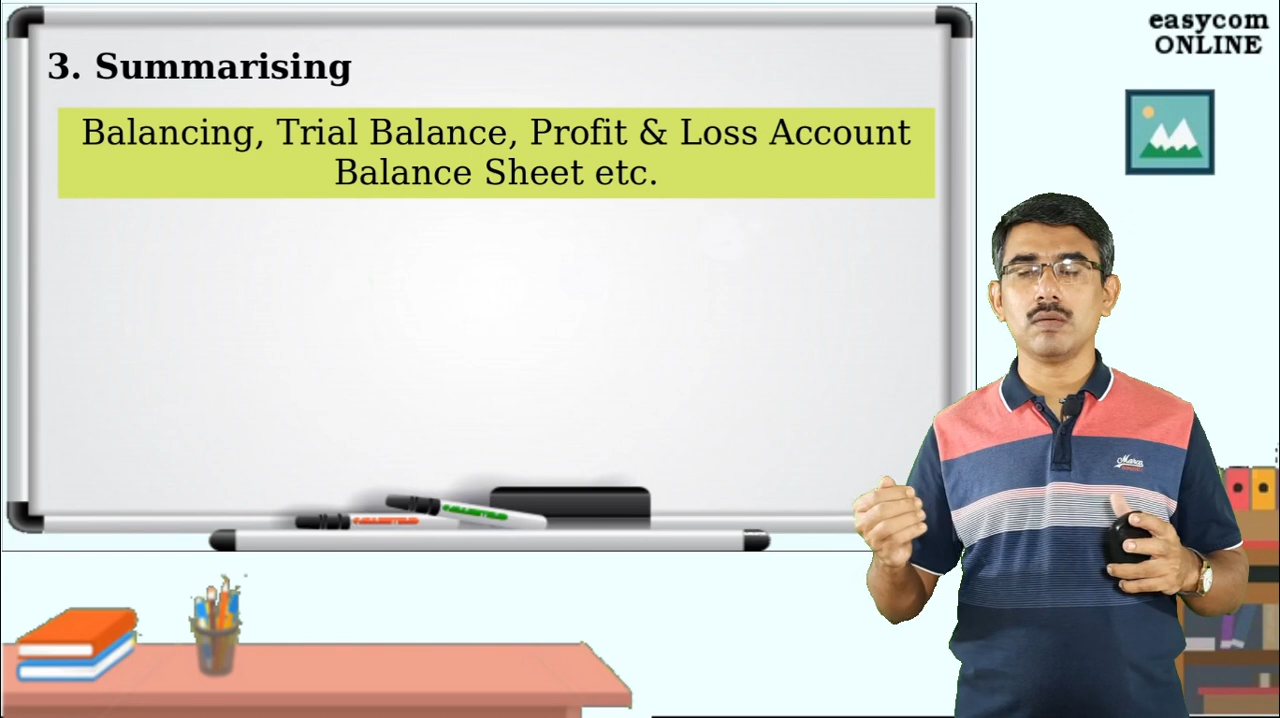 easycom
ONLINE
3. Summarising
Balancing, Trial Balance, Profit & Loss Account
Balance Sheet etc.